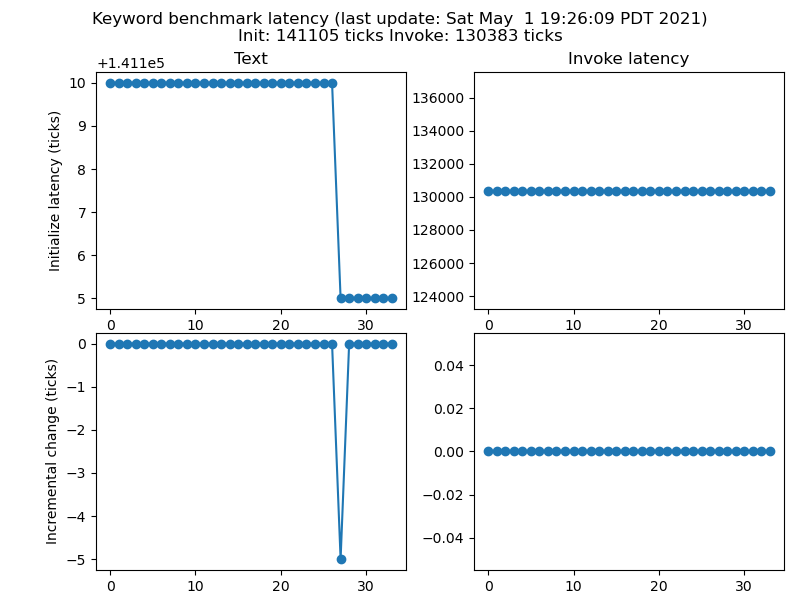 Keyword benchmark latency (last update: Sat May  1 19:26:09 PDT 2021)
Init: 141105 ticks Invoke: 130383 ticks
Text
+1.411e5
Initialize latency (ticks)
10
9
8
7
6
5
0 10 20 30
Invoke latency
136000
134000
132000
130000
128000
126000
124000
0 10 20 30
Incremental change (ticks)
0
−1
−2
−3
−4
−5
0 10 20 30
0.04
0.02
0.00
−0.02
−0.04
0 10 20 30